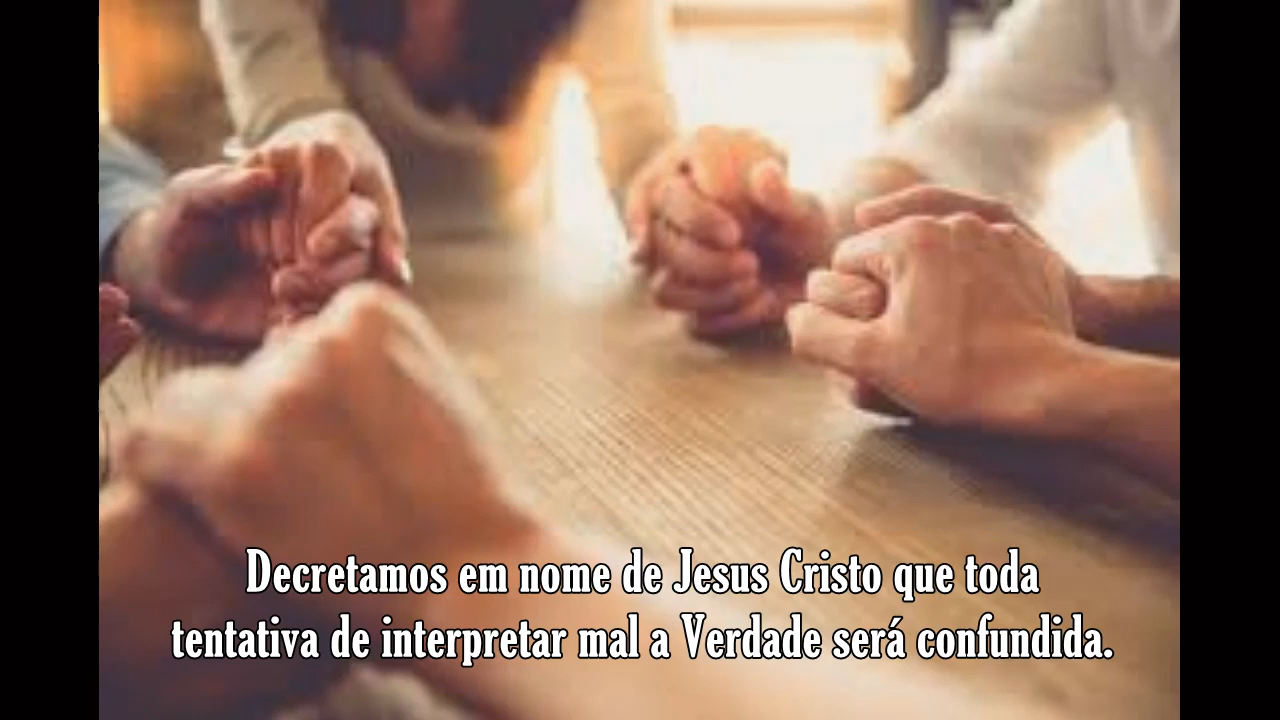 Decretamos em nome de Jesus Cristo que toda
tentativa de interpretar mal a Verdade será confundida.